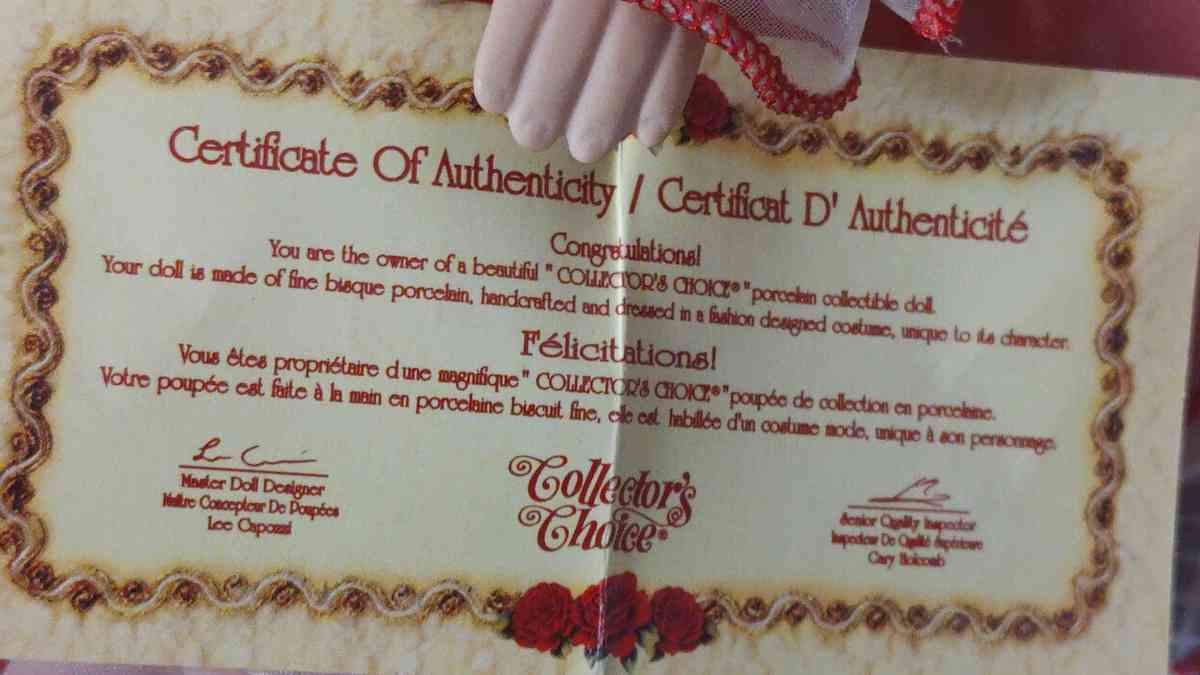 Certificate Of Authenticity / Certificat D' Authenticité
Congratulations!
You are the owner of a beautiful " COLLECTOR'S CHOICE® " porcelain collectible doll.
Your doll is made of fine bisque porcelain, handcrafted and dressed in a fashion designed costume, unique to its character.
Félicitations!
Vous êtes propriétaire d'une magnifique " COLLECTOR'S CHOICE® " poupée de collection en porcelaine.
Votre poupée est faite à la main en porcelaine biscuit fine, elle est habillée d'un costume mode, unique à son personnage.
Master Doll Designer
Maître Concepteur De Poupées
Lee Capozzi
Collector's
Choice®
Senior Quality Inspector
Inspecteur De Qualité Supérieure
Gary Holcomb